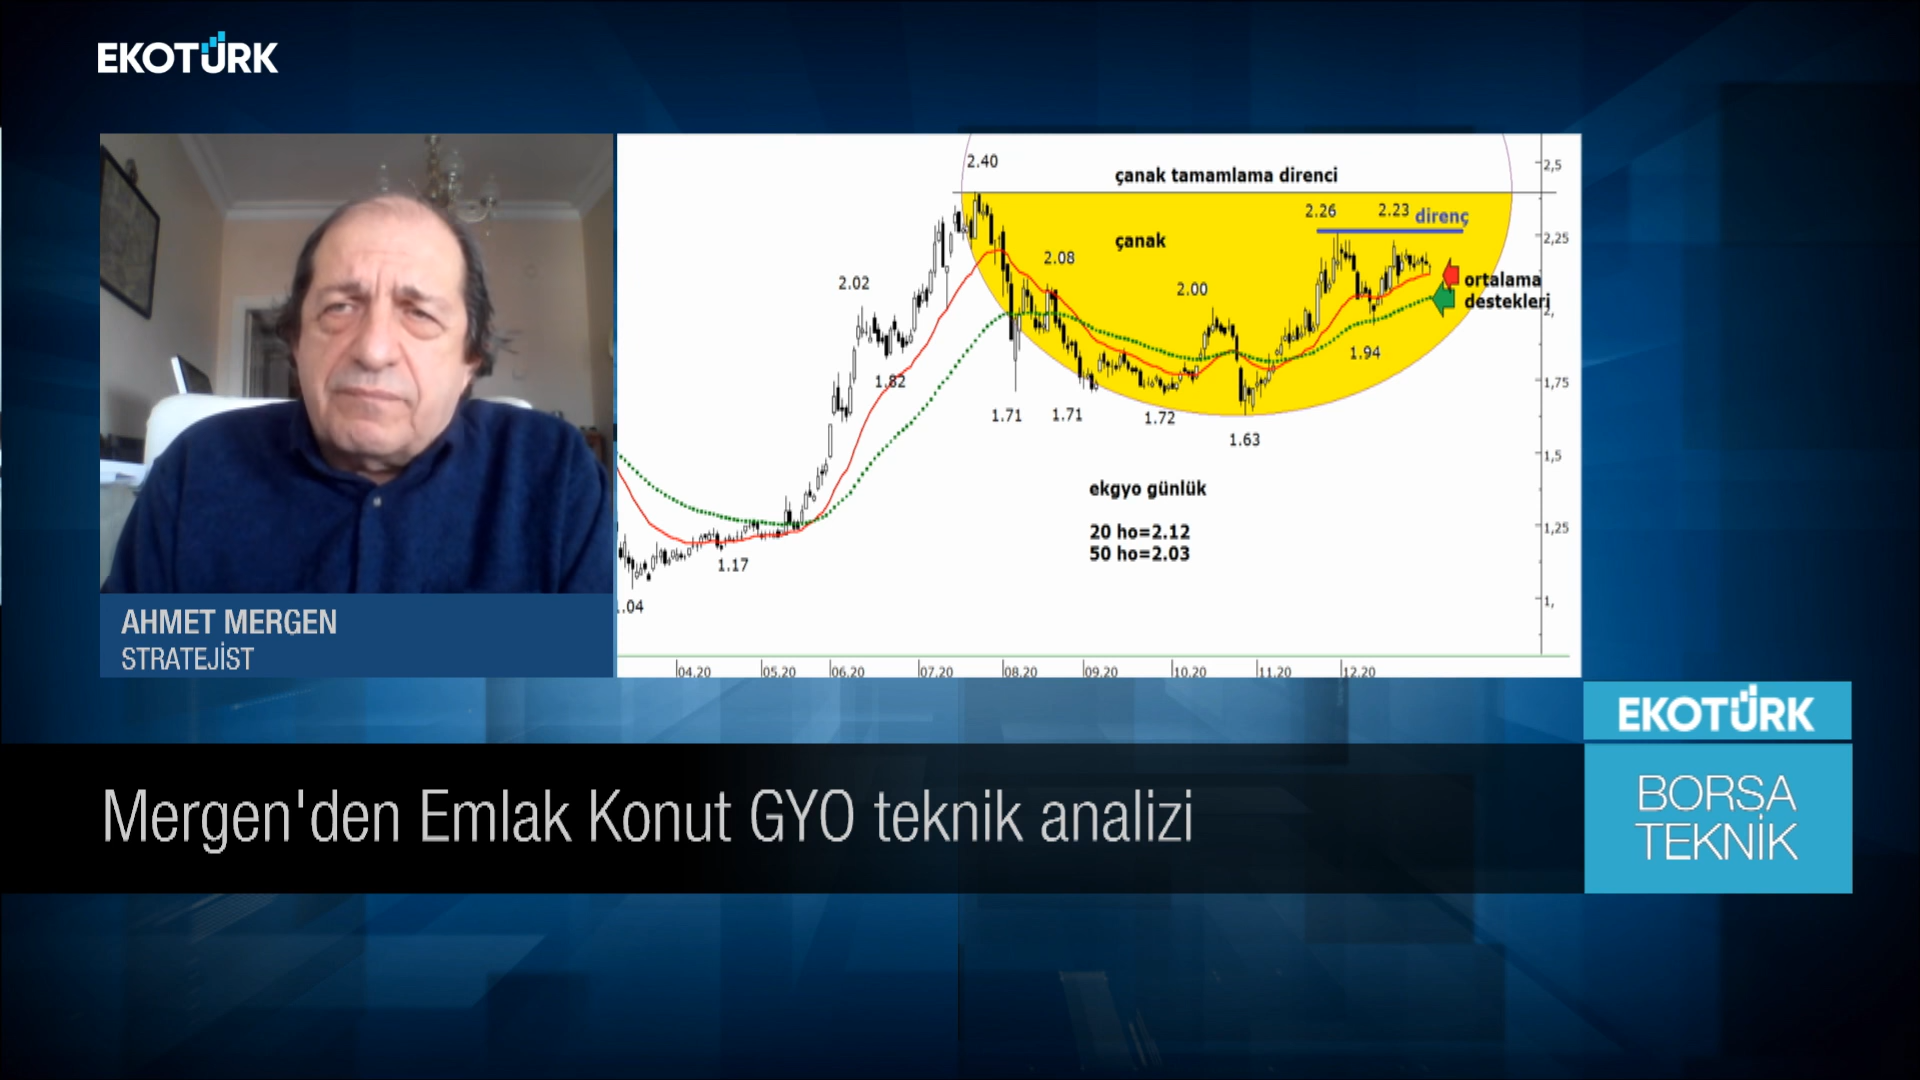 EKOTÜRK
2.40
çanak tamamlama direnci
2,5
2.26
2.23
direnç
çanak
2,25
2.08
2.02
2.00
ortalama
destekleri
2,
1.94
1.82
1,75
1.71
1.71
1.72
1.63
1,5
ekgyo günlük
20 ho=2.12
50 ho=2.03
1,25
1.17
1,
.04
04.20
05.20
06.20
07.20
08.20
09.20
10.20
11.20
12.20
AHMET MERGEN
STRATEJİST
EKOTÜRK
BORSA
TEKNİK
Mergen'den Emlak Konut GYO teknik analizi